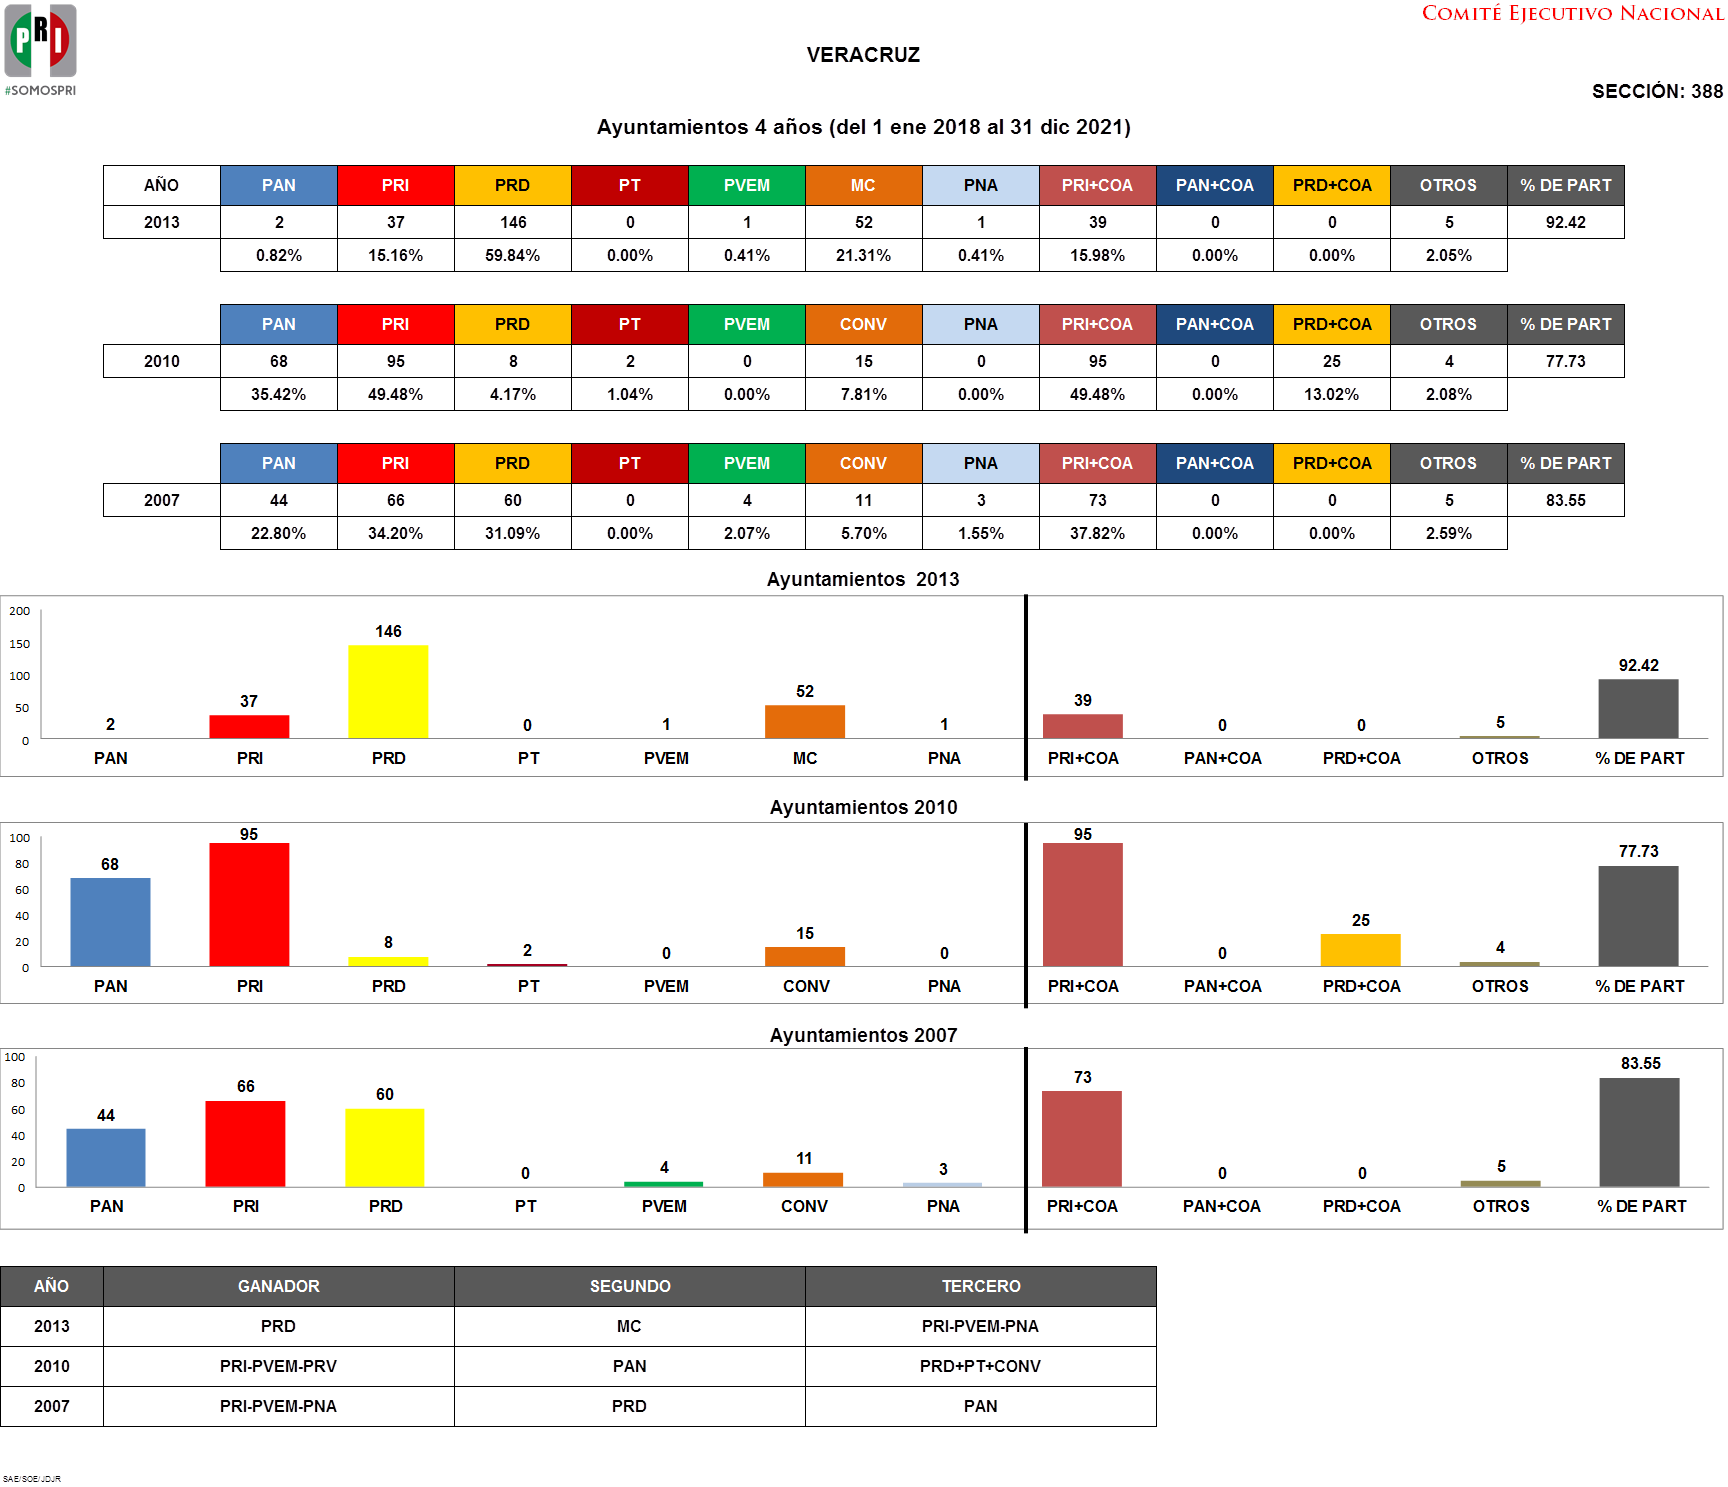 PRI
#SOMOSPRI
COMITÉ EJECUTIVO NACIONAL
VERACRUZ
SECCIÓN: 388
Ayuntamientos 4 años (del 1 ene 2018 al 31 dic 2021)
AÑO PAN PRI PRD PT PVEM MC PNA PRI+COA PAN+COA PRD+COA OTROS % DE PART
2013 2 37 146 0 1 52 1 39 0 0 5 92.42
0.82% 15.16% 59.84% 0.00% 0.41% 21.31% 0.41% 15.98% 0.00% 0.00% 2.05%
PAN PRI PRD PT PVEM CONV PNA PRI+COA PAN+COA PRD+COA OTROS % DE PART
2010 68 95 8 2 0 15 0 95 0 25 4 77.73
35.42% 49.48% 4.17% 1.04% 0.00% 7.81% 0.00% 49.48% 0.00% 13.02% 2.08%
PAN PRI PRD PT PVEM CONV PNA PRI+COA PAN+COA PRD+COA OTROS % DE PART
2007 44 66 60 0 4 11 3 73 0 0 5 83.55
22.80% 34.20% 31.09% 0.00% 2.07% 5.70% 1.55% 37.82% 0.00% 0.00% 2.59%
Ayuntamientos 2013
200
150
100
50
0
2 37 146 0 1 52 1 39 0 0 5 92.42
PAN PRI PRD PT PVEM MC PNA PRI+COA PAN+COA PRD+COA OTROS % DE PART
Ayuntamientos 2010
100
80
60
40
20
0
68 95 8 2 0 15 0 95 0 25 4 77.73
PAN PRI PRD PT PVEM CONV PNA PRI+COA PAN+COA PRD+COA OTROS % DE PART
Ayuntamientos 2007
100
80
60
40
20
0
44 66 60 0 4 11 3 73 0 0 5 83.55
PAN PRI PRD PT PVEM CONV PNA PRI+COA PAN+COA PRD+COA OTROS % DE PART
AÑO GANADOR SEGUNDO TERCERO
2013 PRD MC PRI-PVEM-PNA
2010 PRI-PVEM-PRV PAN PRD+PT+CONV
2007 PRI-PVEM-PNA PRD PAN
SAE/SOE/JDJR